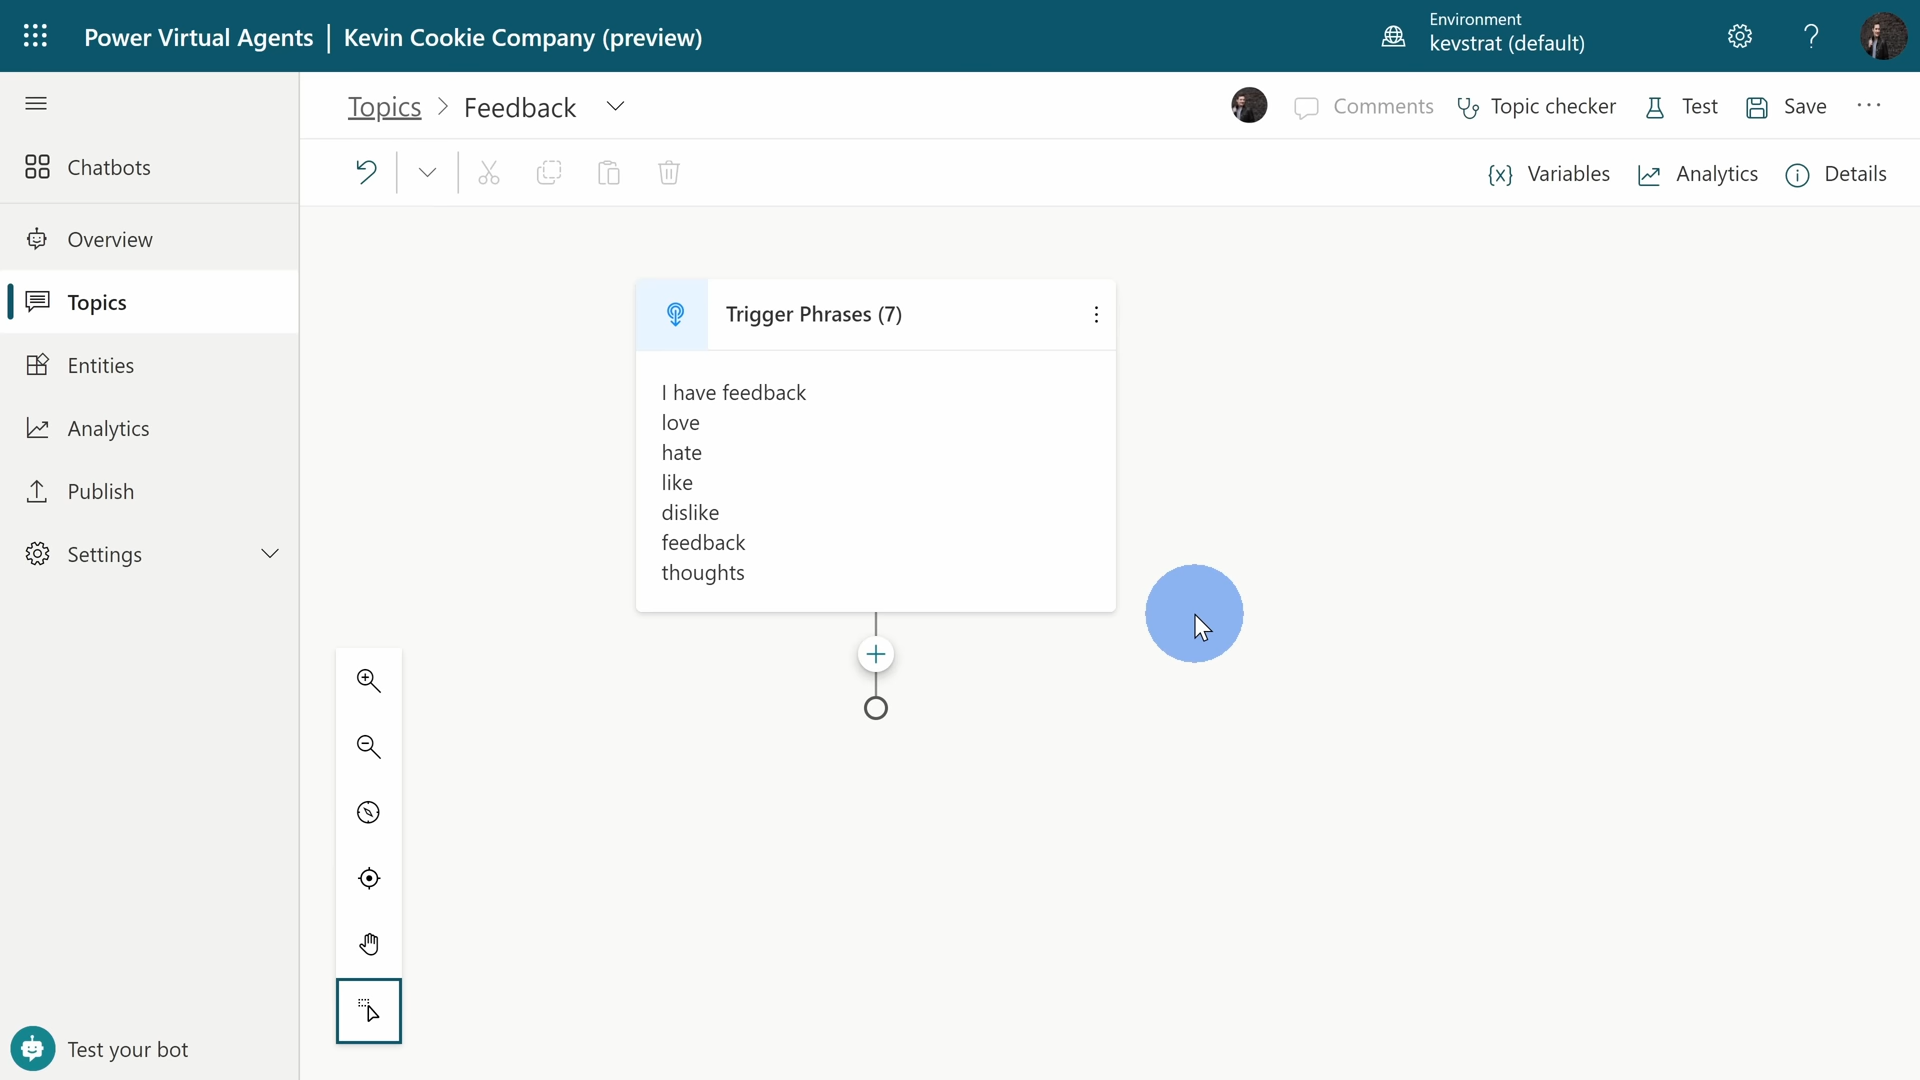 Power Virtual Agents | Kevin Cookie Company (preview)
Environment
kevstrat (default)
?
Topics > Feedback
Comments
Topic checker
Test
Save
...
{x} Variables
Analytics
Details
Chatbots
Overview
Topics
Entities
Analytics
Publish
Settings
Test your bot
Trigger Phrases (7)
I have feedback
love
hate
like
dislike
feedback
thoughts